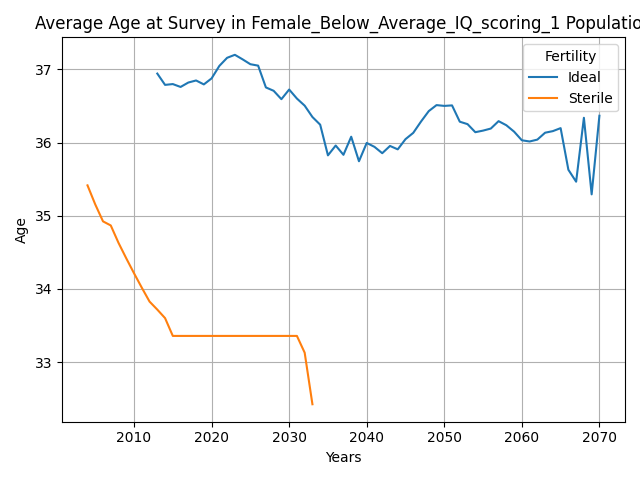 Average Age at Survey in Female_Below_Average_IQ_scoring_1 Populatio
Fertility
Ideal
Sterile
Age
37
36
35
34
33
2010 2020 2030 2040 2050 2060 2070
Years